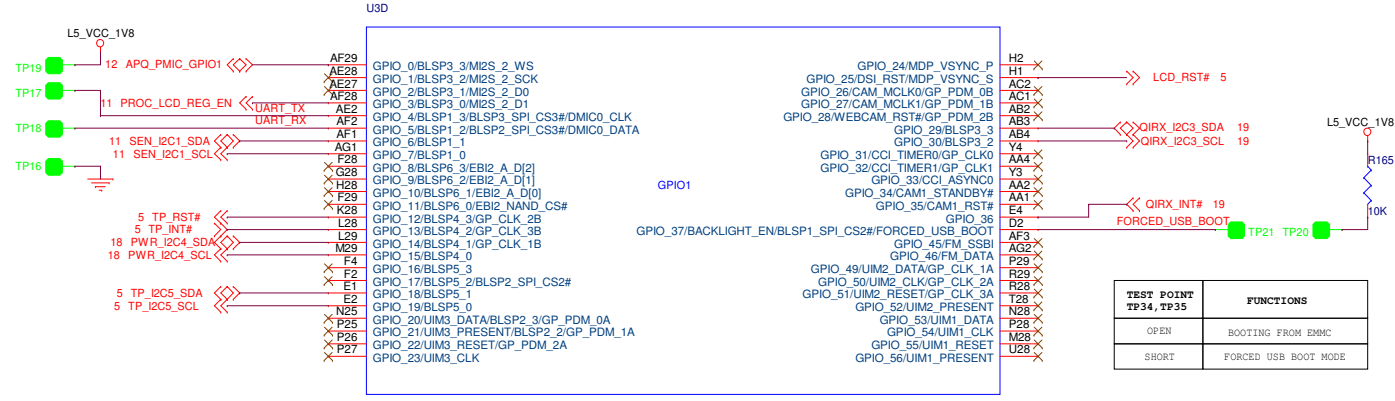 U3D
L5_VCC_1V8
TP19
12 APQ_PMIC_GPIO1
TP17
11 PROC_LCD_REG_EN
UART_TX
UART_RX
TP18
11 SEN_I2C1_SDA
11 SEN_I2C1_SCL
TP16
5 TP_RST#
5 TP_INT#
18 PWR_I2C4_SDA
18 PWR_I2C4_SCL
5 TP_I2C5_SDA
5 TP_I2C5_SCL
AF29 GPIO_0/BLSP3_3/MI2S_2_WS
AE28 GPIO_1/BLSP3_2/MI2S_2_SCK
AE27 GPIO_2/BLSP3_1/MI2S_2_D0
AF28 GPIO_3/BLSP3_0/MI2S_2_D1
AE2 GPIO_4/BLSP1_3/BLSP3_SPI_CS3#/DMIC0_CLK
AF2 GPIO_5/BLSP1_2/BLSP2_SPI_CS3#/DMIC0_DATA
AF1 GPIO_6/BLSP1_1
AG1 GPIO_7/BLSP1_0
F28 GPIO_8/BLSP6_3/EBI2_A_D[2]
G28 GPIO_9/BLSP6_2/EBI2_A_D[1]
H28 GPIO_10/BLSP6_1/EBI2_A_D[0]
F29 GPIO_11/BLSP6_0/EBI2_NAND_CS#
K28 GPIO_12/BLSP4_3/GP_CLK_2B
L28 GPIO_13/BLSP4_2/GP_CLK_3B
L29 GPIO_14/BLSP4_1/GP_CLK_1B
M29 GPIO_15/BLSP4_0
F4 GPIO_16/BLSP5_3
F2 GPIO_17/BLSP5_2/BLSP2_SPI_CS2#
E1 GPIO_18/BLSP5_1
E2 GPIO_19/BLSP5_0
N25 GPIO_20/UIM3_DATA/BLSP2_3/GP_PDM_0A
P25 GPIO_21/UIM3_PRESENT/BLSP2_2/GP_PDM_1A
P26 GPIO_22/UIM3_RESET/GP_PDM_2A
P27 GPIO_23/UIM3_CLK
GPIO1
GPIO_24/MDP_VSYNC_P H2
GPIO_25/DSI_RST/MDP_VSYNC_S H1
GPIO_26/CAM_MCLK0/GP_PDM_0B AC2
GPIO_27/CAM_MCLK1/GP_PDM_1B AC1
GPIO_28/WEBCAM_RST#/GP_PDM_2B AB2
GPIO_29/BLSP3_3 AB3
GPIO_30/BLSP3_2 AB4
GPIO_31/CCI_TIMER0/GP_CLK0 Y4
GPIO_32/CCI_TIMER1/GP_CLK1 AA4
GPIO_33/CCI_ASYNC0 Y3
GPIO_34/CAM1_STANDBY# AA2
GPIO_35/CAM1_RST# AA1
GPIO_36 E4
GPIO_37/BACKLIGHT_EN/BLSP1_SPI_CS2#/FORCED_USB_BOOT D2
GPIO_45/FM_SSBI AF3
GPIO_46/FM_DATA AG2
GPIO_49/UIM2_DATA/GP_CLK_1A P29
GPIO_50/UIM2_CLK/GP_CLK_2A R29
GPIO_51/UIM2_RESET/GP_CLK_3A R28
GPIO_52/UIM2_PRESENT T28
GPIO_53/UIM1_DATA N28
GPIO_54/UIM1_CLK P28
GPIO_55/UIM1_RESET M28
GPIO_56/UIM1_PRESENT U28
LCD_RST# 5
QIRX_I2C3_SDA 19
QIRX_I2C3_SCL 19
QIRX_INT# 19
FORCED_USB_BOOT
TP21 TP20
L5_VCC_1V8
R165
10K
TEST POINT FUNCTIONS
TP34,TP35
OPEN BOOTING FROM EMMC
SHORT FORCED USB BOOT MODE